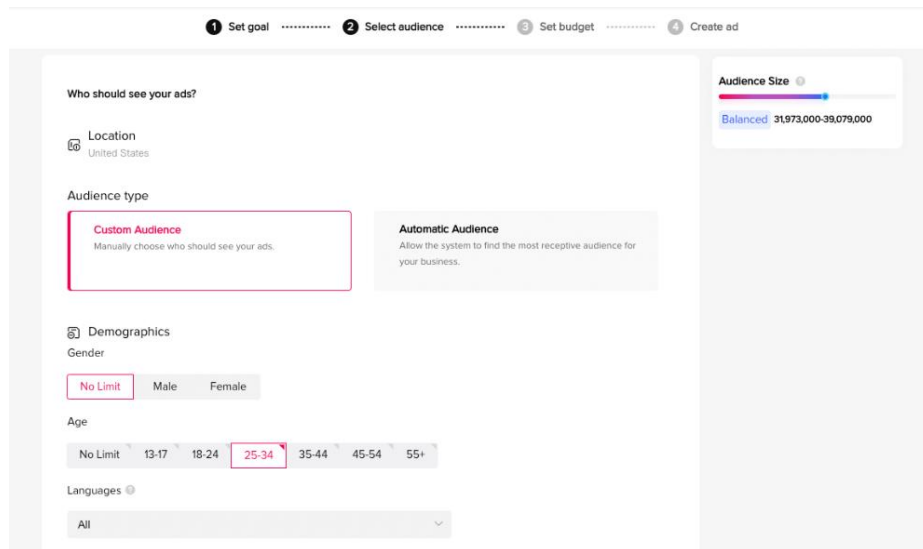 1 Set goal 2 Select audience 3 Set budget 4 Create ad
Who should see your ads?
Location
United States
Audience type
Custom Audience
Manually choose who should see your ads.
Automatic Audience
Allow the system to find the most receptive audience for
your business.
Demographics
Gender
No Limit Male Female
Age
No Limit 13-17 18-24 25-34 35-44 45-54 55+
Languages ?
All
Audience Size ?
Balanced 31,973,000-39,079,000